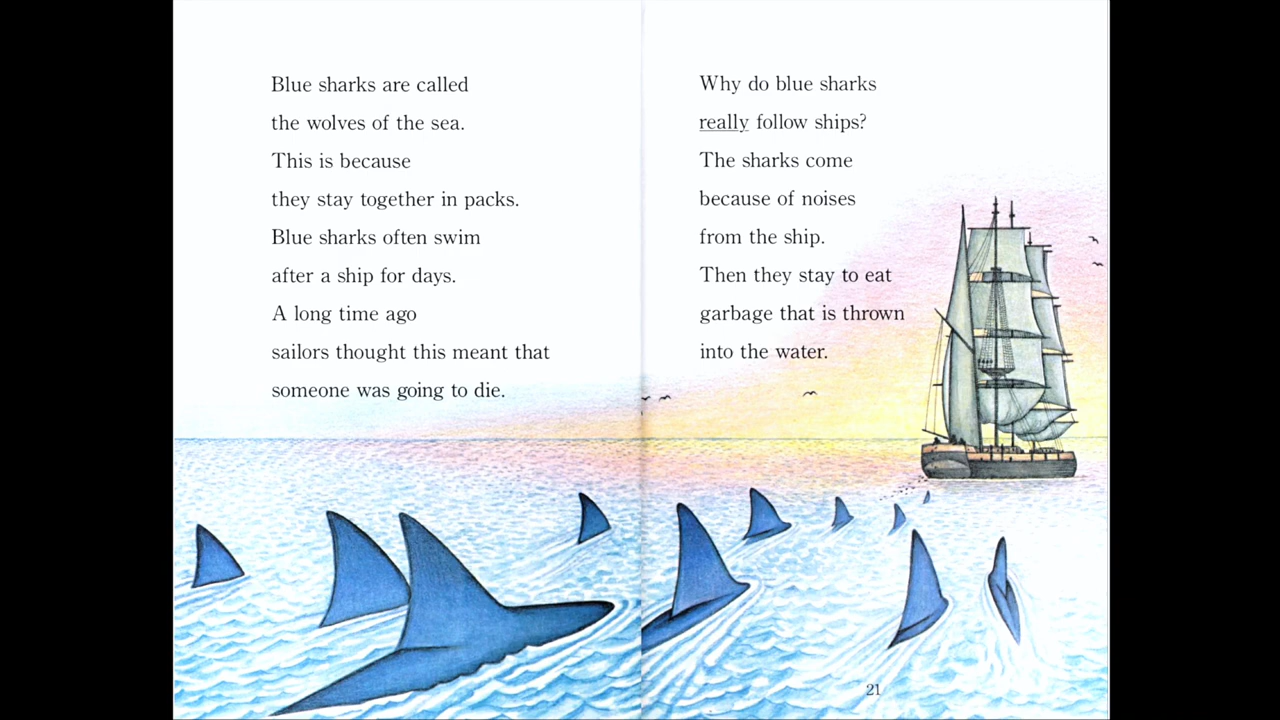 Blue sharks are called
the wolves of the sea.
This is because
they stay together in packs.
Blue sharks often swim
after a ship for days.
A long time ago
sailors thought this meant that
someone was going to die.
Why do blue sharks
really follow ships?
The sharks come
because of noises
from the ship.
Then they stay to eat
garbage that is thrown
into the water.
21